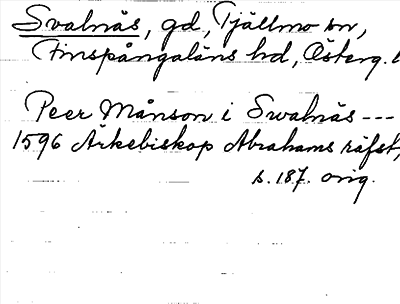 Svalnäs, gd, Tjällmo sn,
Finspångaläns hd, Österg. l
Peer Månson i Swalnäs ---
1596 Ärkebiskop Abrahams räfst,
s. 187. orig.